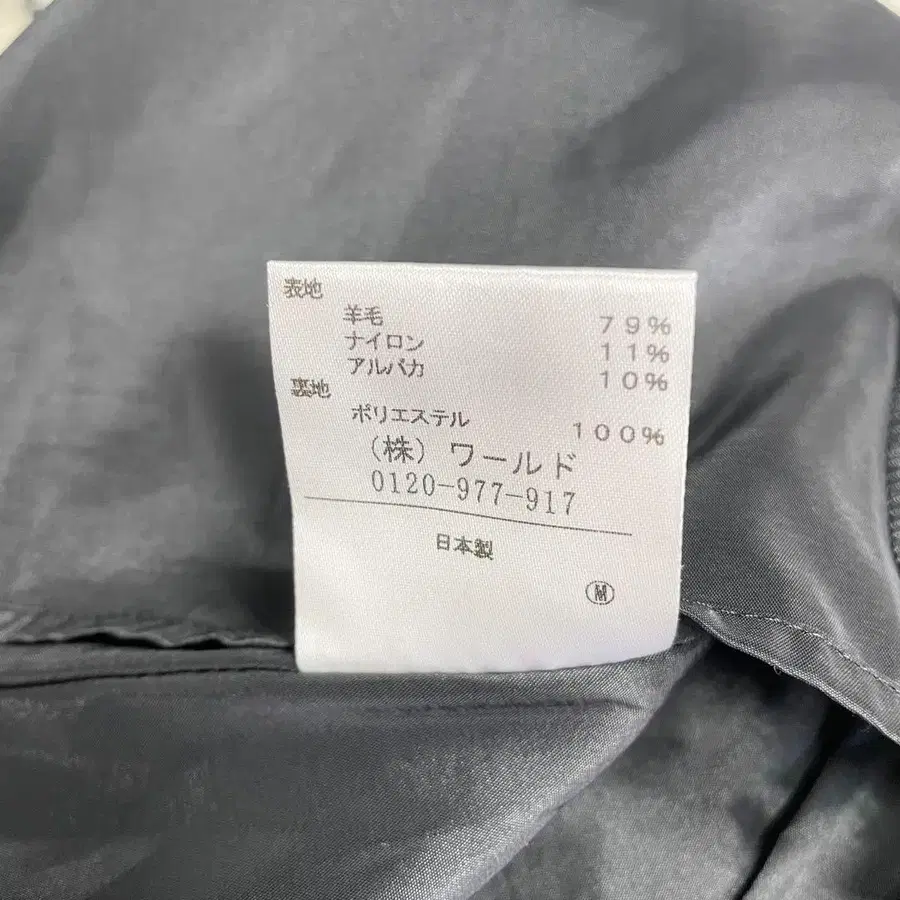 表地
羊毛 79%
ナイロン 11%
アルパカ 10%
裏地
ポリエステル 100%
(株)ワールド
0120-977-917
日本製
Ⓜ